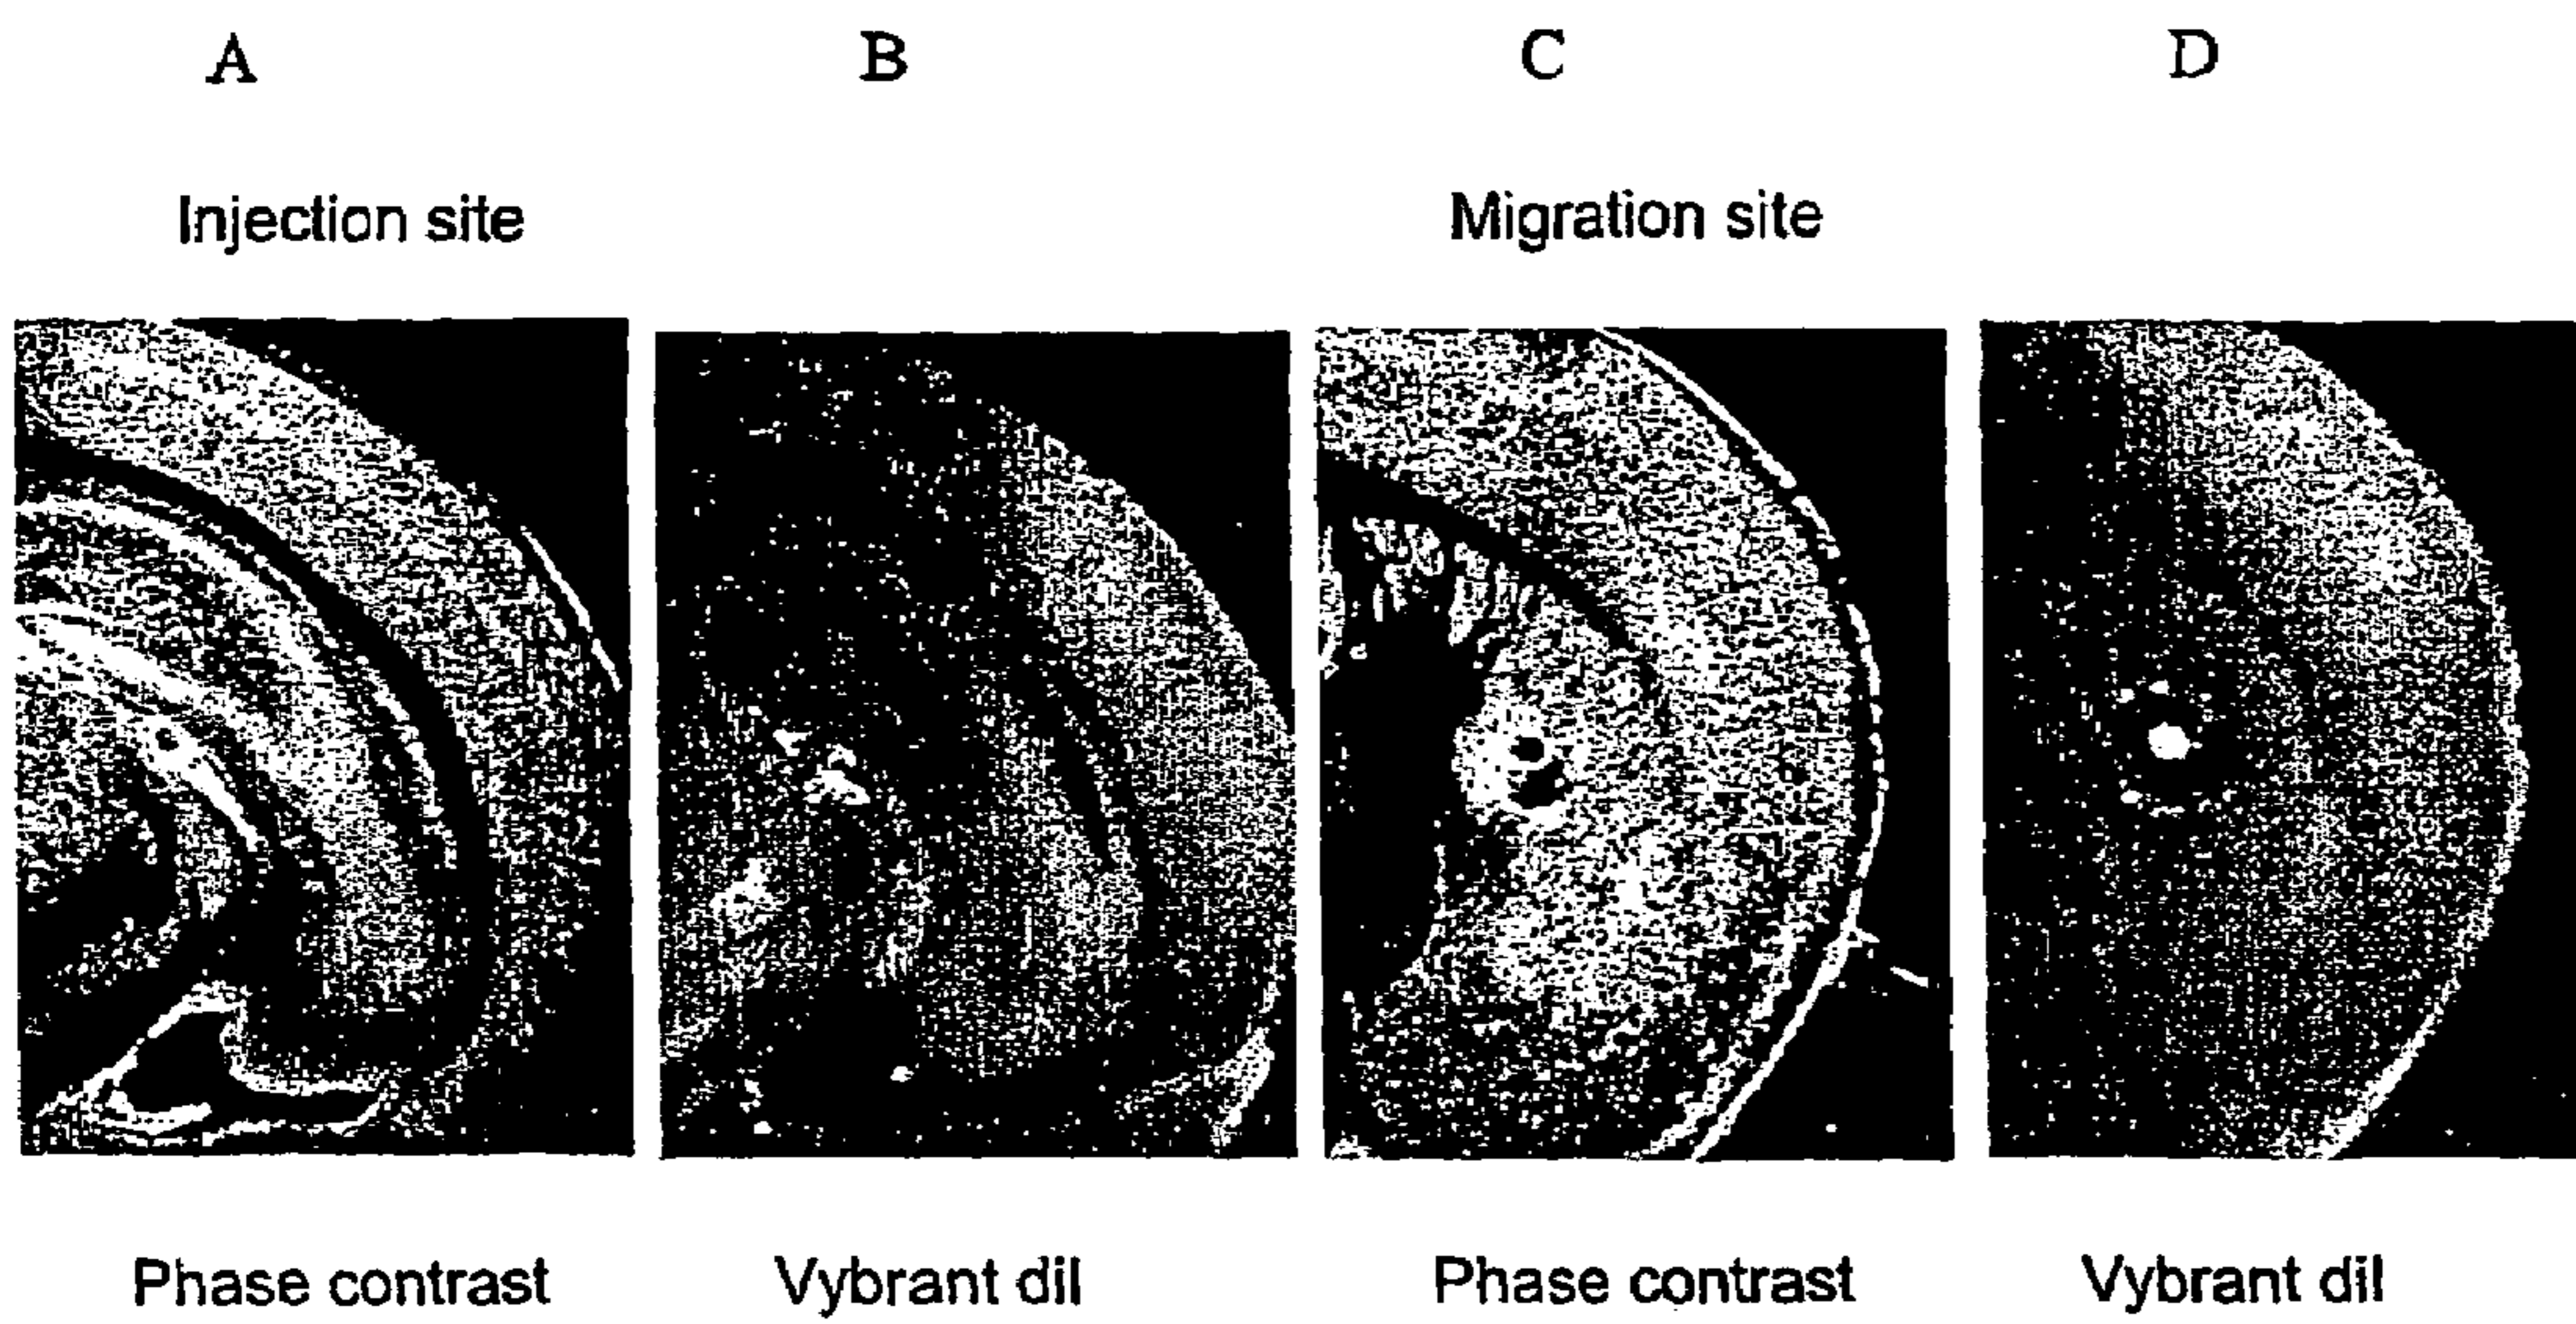 A B C D
Injection site Migration site
Phase contrast Vybrant dil Phase contrast Vybrant dil